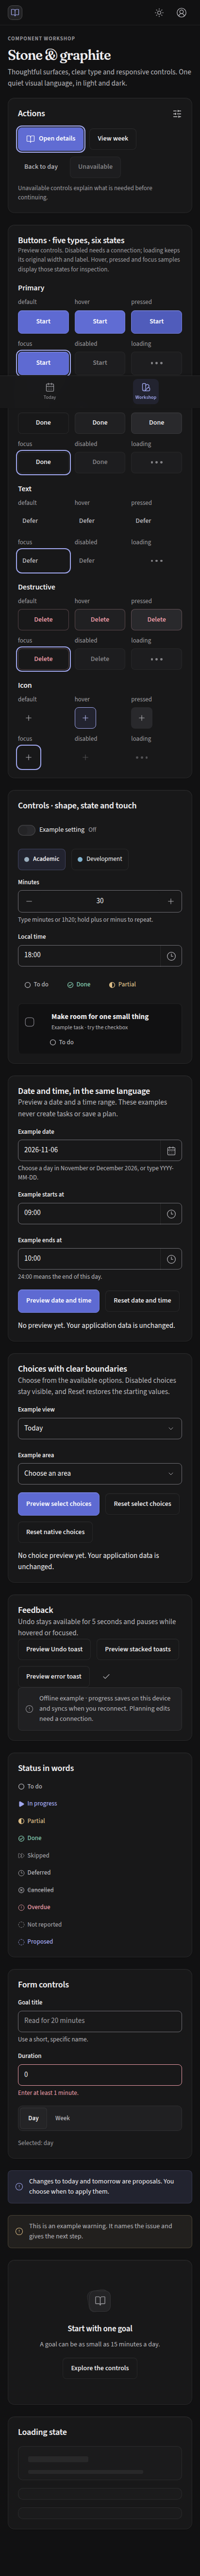 COMPONENT WORKSHOP
Stone & graphite
Thoughtful surfaces, clear type and responsive controls. One
quiet visual language, in light and dark.
Actions
Open details
View week
Back to day
Unavailable
Unavailable controls explain what is needed before
continuing.
Buttons · five types, six states
Preview controls. Disabled needs a connection; loading keeps
its original width and label. Hover, pressed and focus samples
display those states for inspection.
Primary
default hover pressed
Start Start Start
focus disabled loading
Start Start
Today
Workshop
Done Done Done
focus disabled loading
Done Done
Text
default hover pressed
Defer Defer Defer
focus disabled loading
Defer Defer
Destructive
default hover pressed
Delete Delete Delete
focus disabled loading
Delete Delete
Icon
default hover pressed
focus disabled loading
Controls · shape, state and touch
Example setting Off
Academic Development
Minutes
30
Type minutes or 1h20; hold plus or minus to repeat.
Local time
18:00
To do Done Partial
Make room for one small thing
Example task · try the checkbox
To do
Date and time, in the same language
Preview a date and a time range. These examples
never create tasks or save a plan.
Example date
2026-11-06
Choose a day in November or December 2026, or type YYYY-
MM-DD.
Example starts at
09:00
Example ends at
10:00
24:00 means the end of this day.
Preview date and time
Reset date and time
No preview yet. Your application data is unchanged.
Choices with clear boundaries
Choose from the available options. Disabled choices
stay visible, and Reset restores the starting values.
Example view
Today
Example area
Choose an area
Preview select choices
Reset select choices
Reset native choices
No choice preview yet. Your application data is
unchanged.
Feedback
Undo stays available for 5 seconds and pauses while
hovered or focused.
Preview Undo toast
Preview stacked toasts
Preview error toast
Offline example · progress saves on this device
and syncs when you reconnect. Planning edits
need a connection.
Status in words
To do
In progress
Partial
Done
Skipped
Deferred
Cancelled
Overdue
Not reported
Proposed
Form controls
Goal title
Read for 20 minutes
Use a short, specific name.
Duration
0
Enter at least 1 minute.
Day Week
Selected: day
Changes to today and tomorrow are proposals. You
choose when to apply them.
This is an example warning. It names the issue and
gives the next step.
Start with one goal
A goal can be as small as 15 minutes a day.
Explore the controls
Loading state